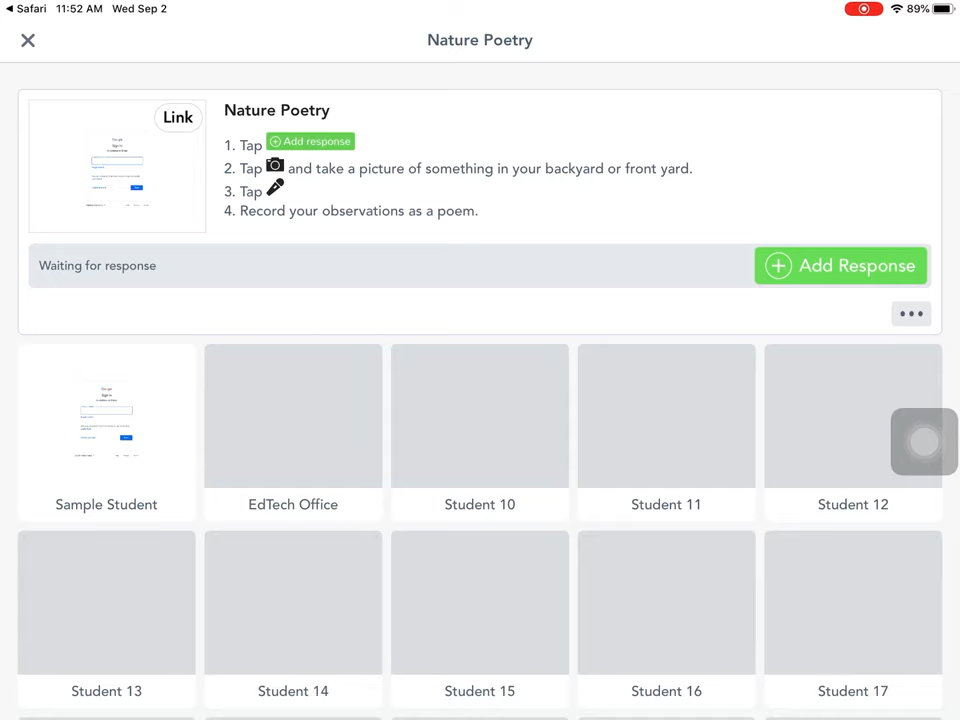 Safari 11:52 AM Wed Sep 2 89%
Nature Poetry
Link
Nature Poetry
1. Tap Add response
2. Tap and take a picture of something in your backyard or front yard.
3. Tap
4. Record your observations as a poem.
Waiting for response
Add Response
Sample Student EdTech Office Student 10 Student 11 Student 12
Student 13 Student 14 Student 15 Student 16 Student 17